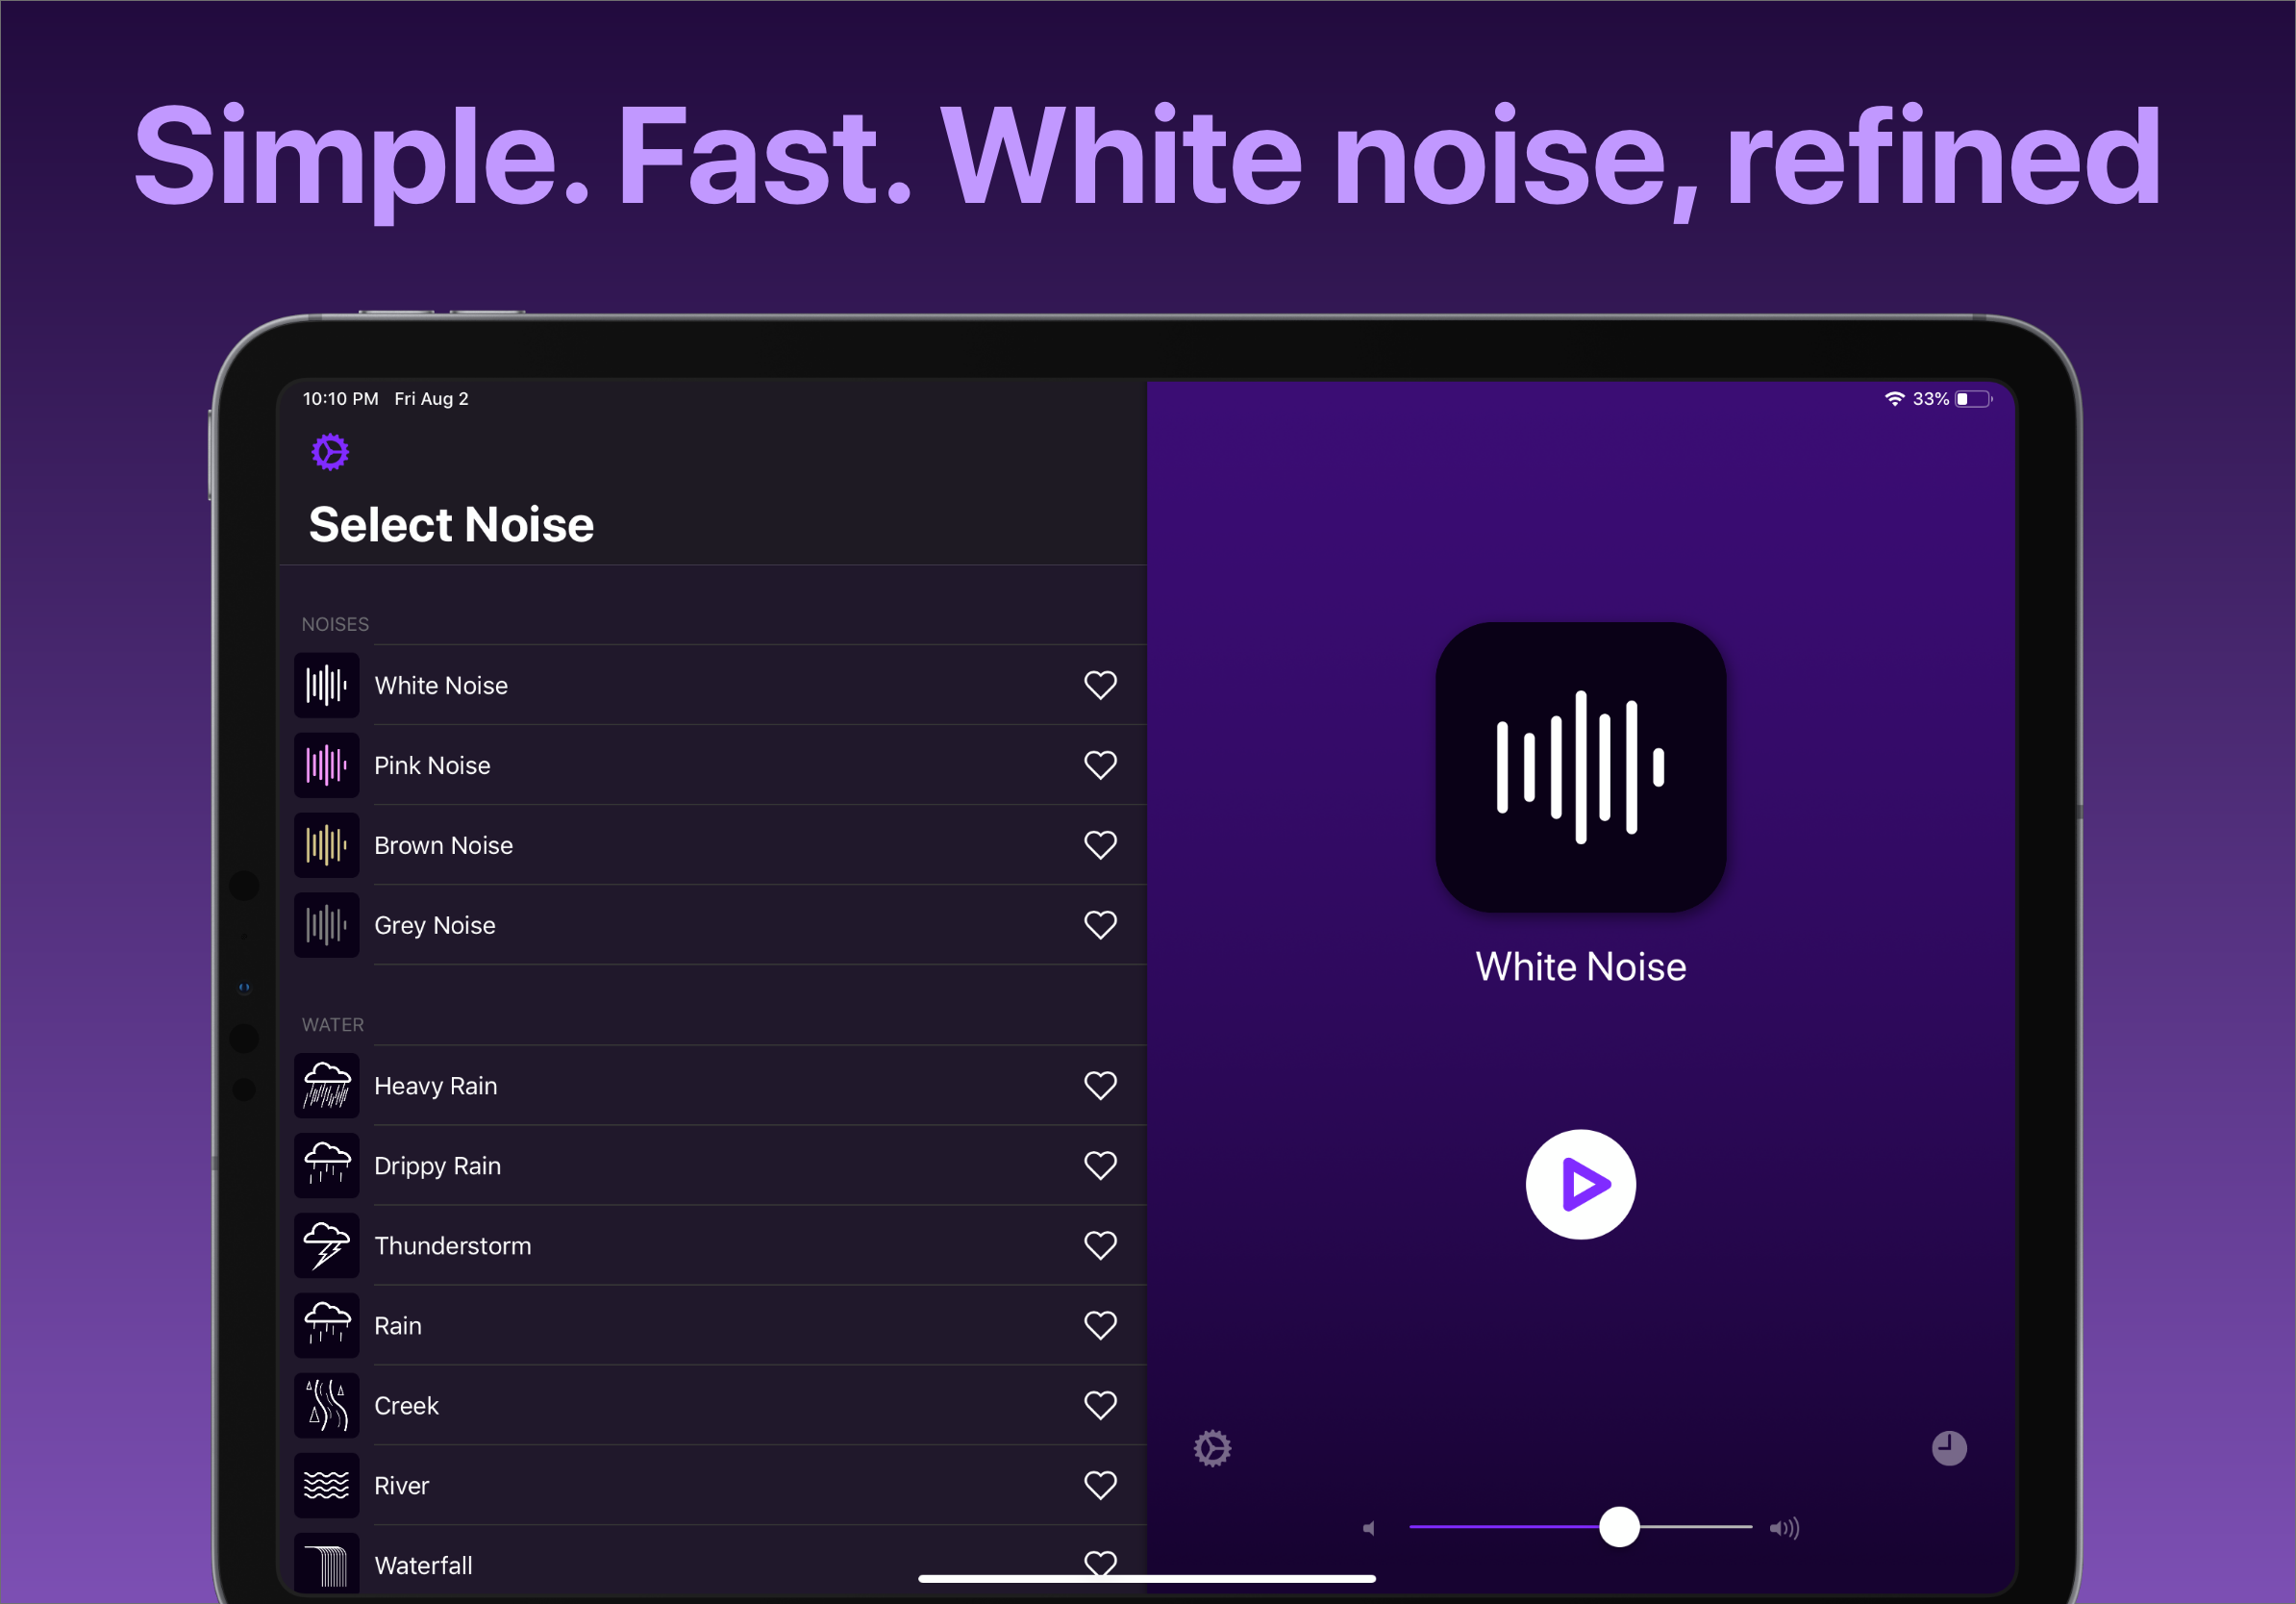 Simple. Fast. White noise, refined
10:10 PM Fri Aug 2
33%
Select Noise
NOISES
White Noise
Pink Noise
Brown Noise
Grey Noise
WATER
Heavy Rain
Drippy Rain
Thunderstorm
Rain
Creek
River
Waterfall
White Noise